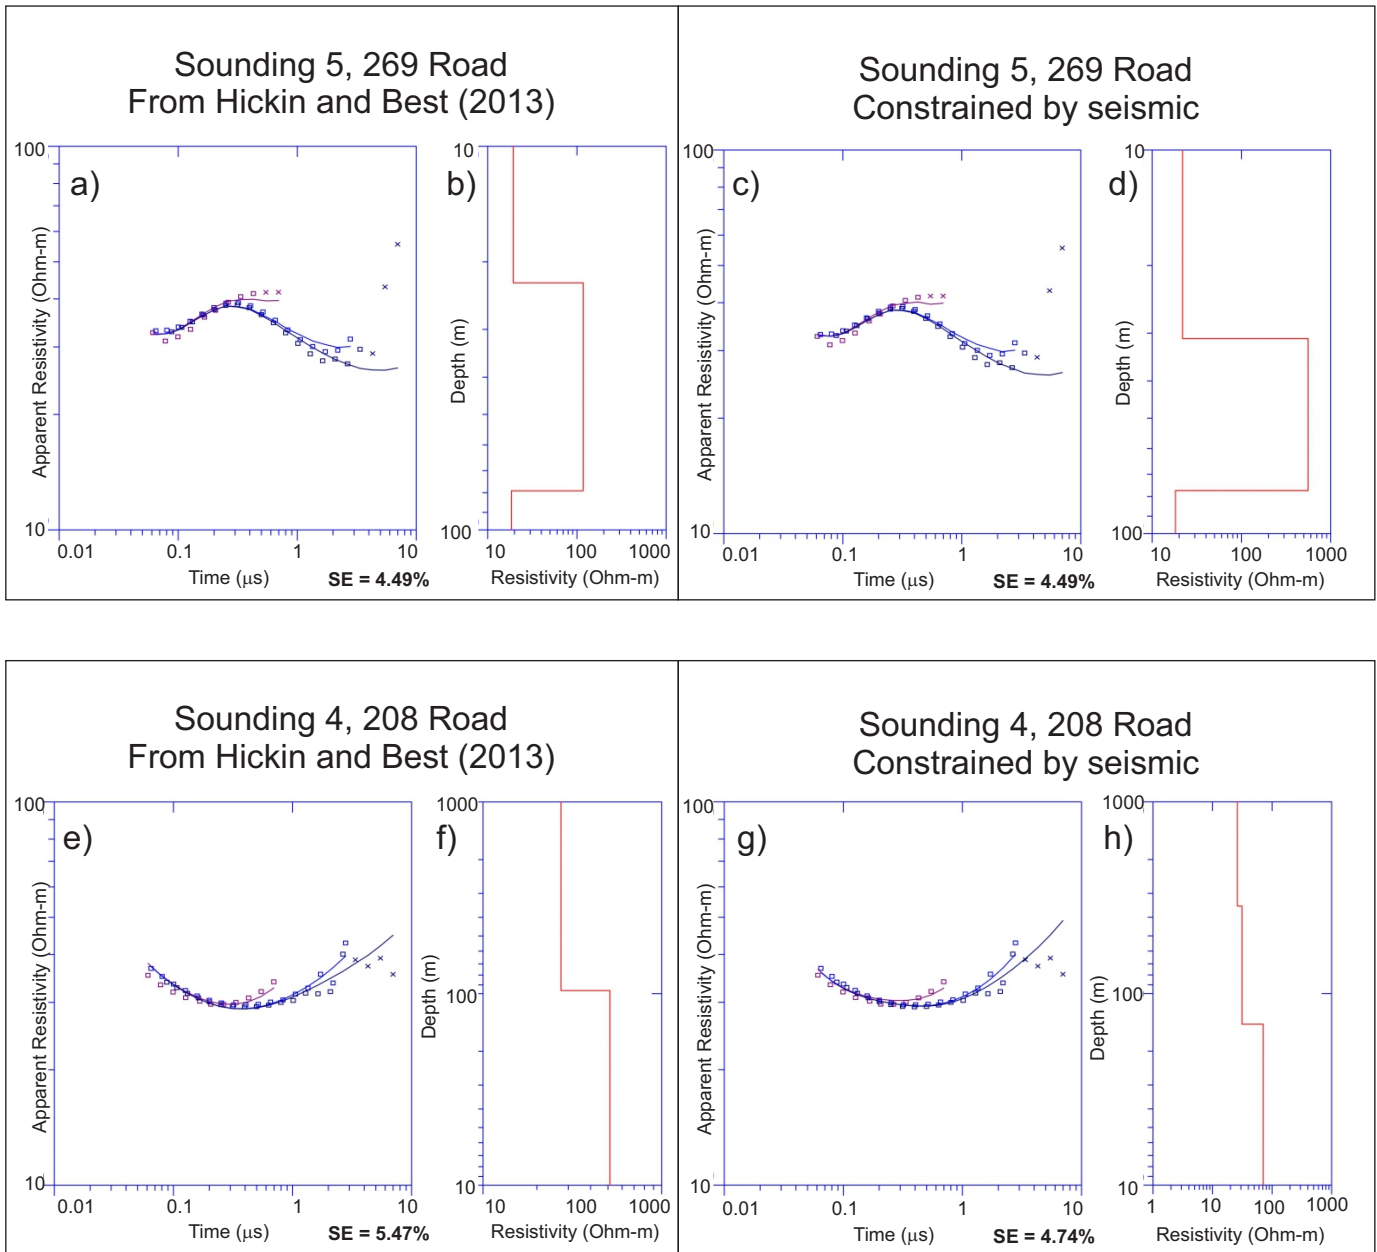 Sounding 5, 269 Road
From Hickin and Best (2013)
a)
100
10
Apparent Resistivity (Ohm-m)
0.01 0.1 1 10
Time (μs)
SE = 4.49%
b)
10
100
Depth (m)
10 100 1000
Resistivity (Ohm-m)
Sounding 5, 269 Road
Constrained by seismic
c)
100
10
Apparent Resistivity (Ohm-m)
0.01 0.1 1 10
Time (μs)
SE = 4.49%
d)
10
100
Depth (m)
10 100 1000
Resistivity (Ohm-m)
Sounding 4, 208 Road
From Hickin and Best (2013)
e)
100
10
Apparent Resistivity (Ohm-m)
0.01 0.1 1 10
Time (μs)
SE = 5.47%
f)
1000
100
10
Depth (m)
10 100 1000
Resistivity (Ohm-m)
Sounding 4, 208 Road
Constrained by seismic
g)
100
10
Apparent Resistivity (Ohm-m)
0.01 0.1 1 10
Time (μs)
SE = 4.74%
h)
1000
100
10
Depth (m)
1 10 100 1000
Resistivity (Ohm-m)